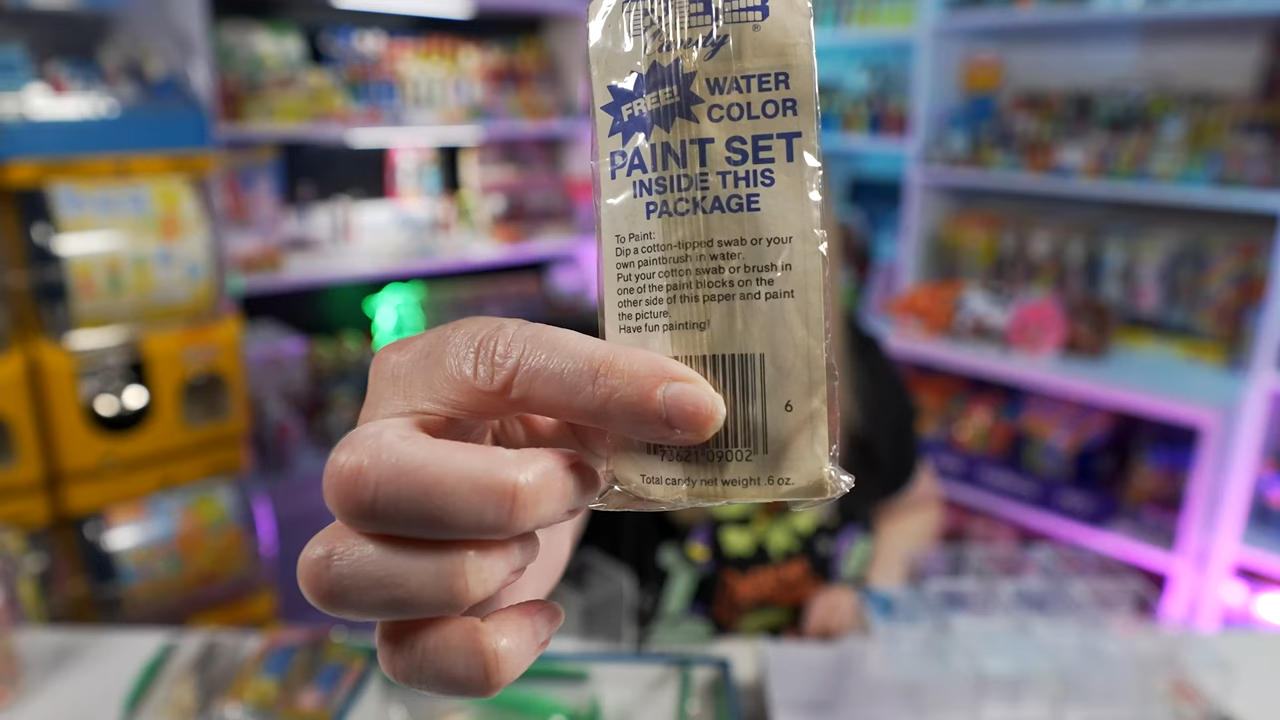 PEZ
Candy
FREE!
WATER
COLOR
PAINT SET
INSIDE THIS
PACKAGE
To Paint:
Dip a cotton-tipped swab or your
own paintbrush in water.
Put your cotton swab or brush in
one of the paint blocks on the
other side of this paper and paint
the picture.
Have fun painting!
6
73621 09002
Total candy net weight .6 oz.